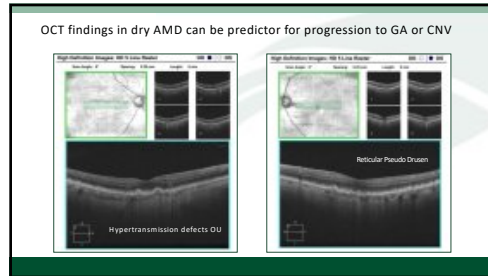 OCT findings in dry AMD can be predictor for progression to GA or CNV
High Definition Images: HD 5 Line Raster
High Definition Images: HD 5 Line Raster
Reticular Pseudo Drusen
Hypertransmission defects OU